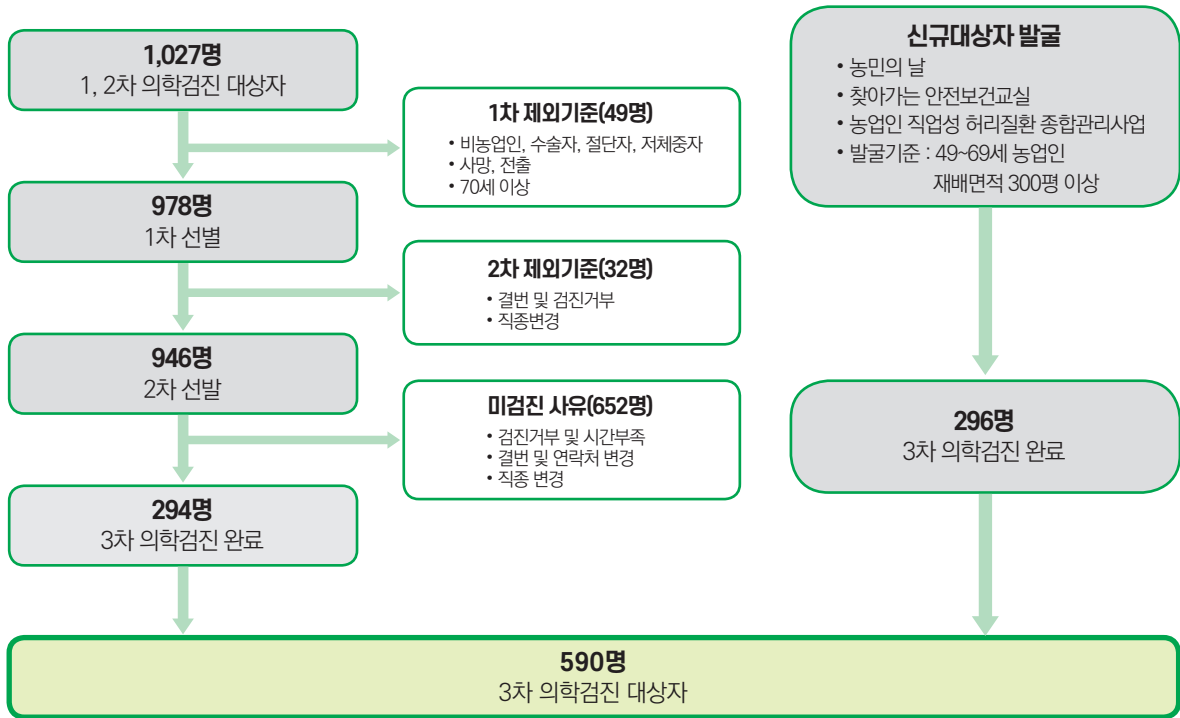 1,027명
1, 2차 의학검진 대상자
1차 제외기준(49명)
• 비농업인, 수술자, 절단자, 저체중자
• 사망, 전출
• 70세 이상
978명
1차 선별
2차 제외기준(32명)
• 결번 및 검진거부
• 직종변경
946명
2차 선발
미검진 사유(652명)
• 검진거부 및 시간부족
• 결번 및 연락처 변경
• 직종 변경
294명
3차 의학검진 완료
신규대상자 발굴
• 농민의 날
• 찾아가는 안전보건교실
• 농업인 직업성 허리질환 종합관리사업
• 발굴기준 : 49~69세 농업인
재배면적 300평 이상
296명
3차 의학검진 완료
590명
3차 의학검진 대상자